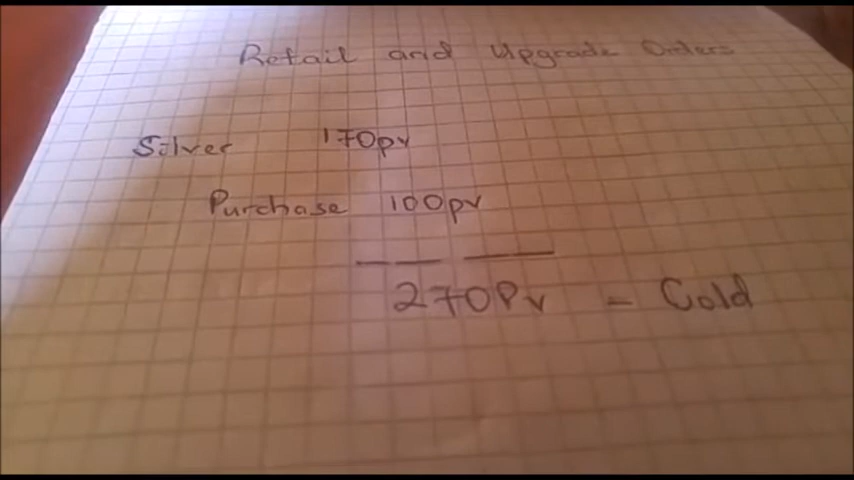 Retail and Upgrade Orders
Silver 170pv
Purchase 100pv
270Pv - Gold